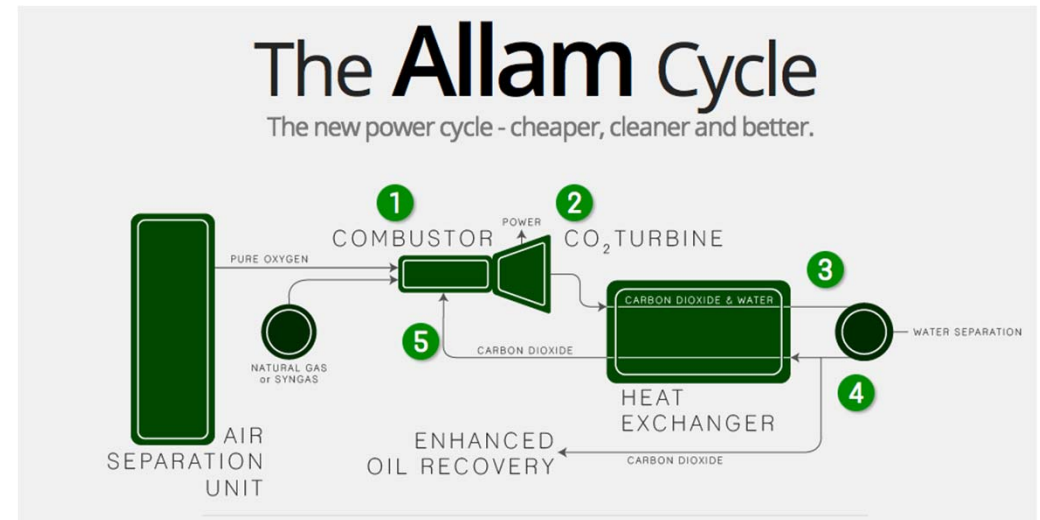 The Allam Cycle
The new power cycle - cheaper, cleaner and better.
1
2
POWER
COMBUSTOR
CO2 TURBINE
PURE OXYGEN
3
CARBON DIOXIDE & WATER
5
WATER SEPARATION
CARBON DIOXIDE
NATURAL GAS
or SYNGAS
4
HEAT
EXCHANGER
AIR
SEPARATION
UNIT
ENHANCED
OIL RECOVERY
CARBON DIOXIDE